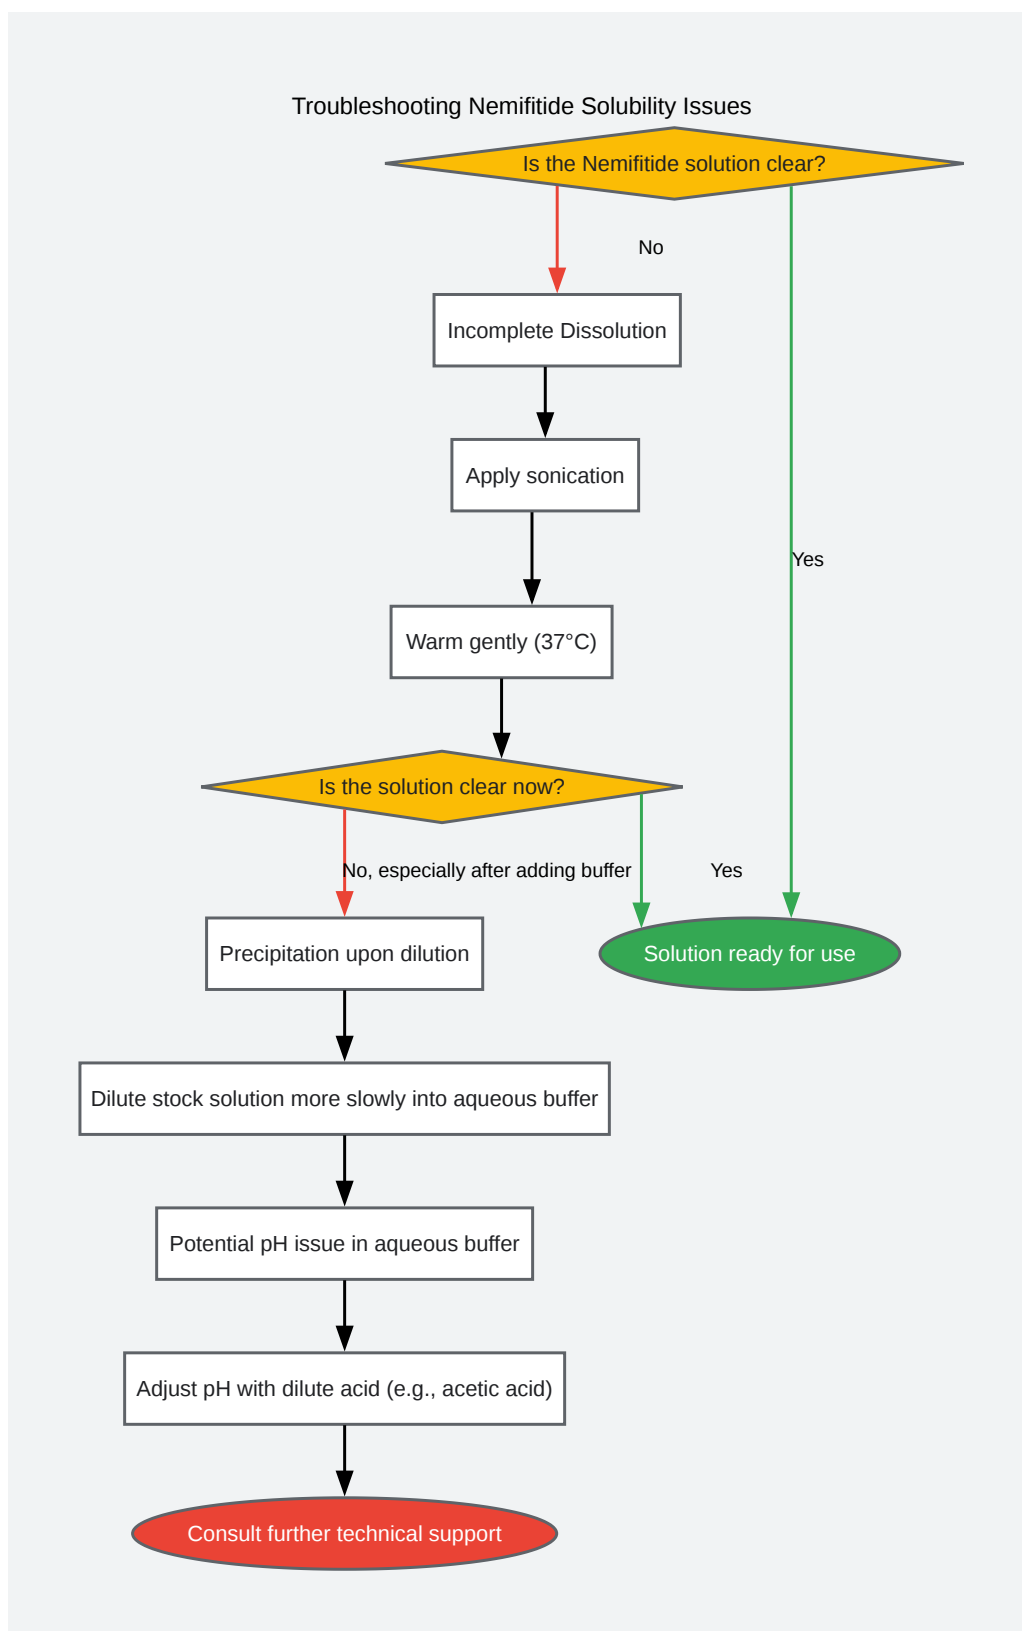 Troubleshooting Nemifitide Solubility Issues
Is the Nemifitide solution clear?
No
Incomplete Dissolution
Apply sonication
Yes
Warm gently (37°C)
Is the solution clear now?
No, especially after adding buffer
Yes
Precipitation upon dilution
Solution ready for use
Dilute stock solution more slowly into aqueous buffer
Potential pH issue in aqueous buffer
Adjust pH with dilute acid (e.g., acetic acid)
Consult further technical support